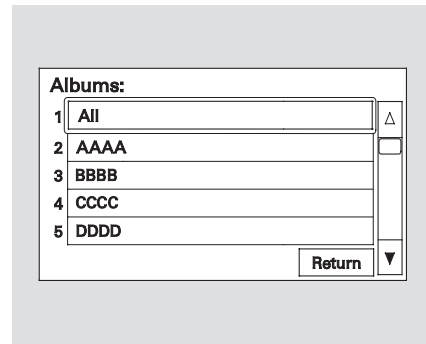 Albums:
1 All
2 AAAA
3 BBBB
4 CCCC
5 DDDD
Return